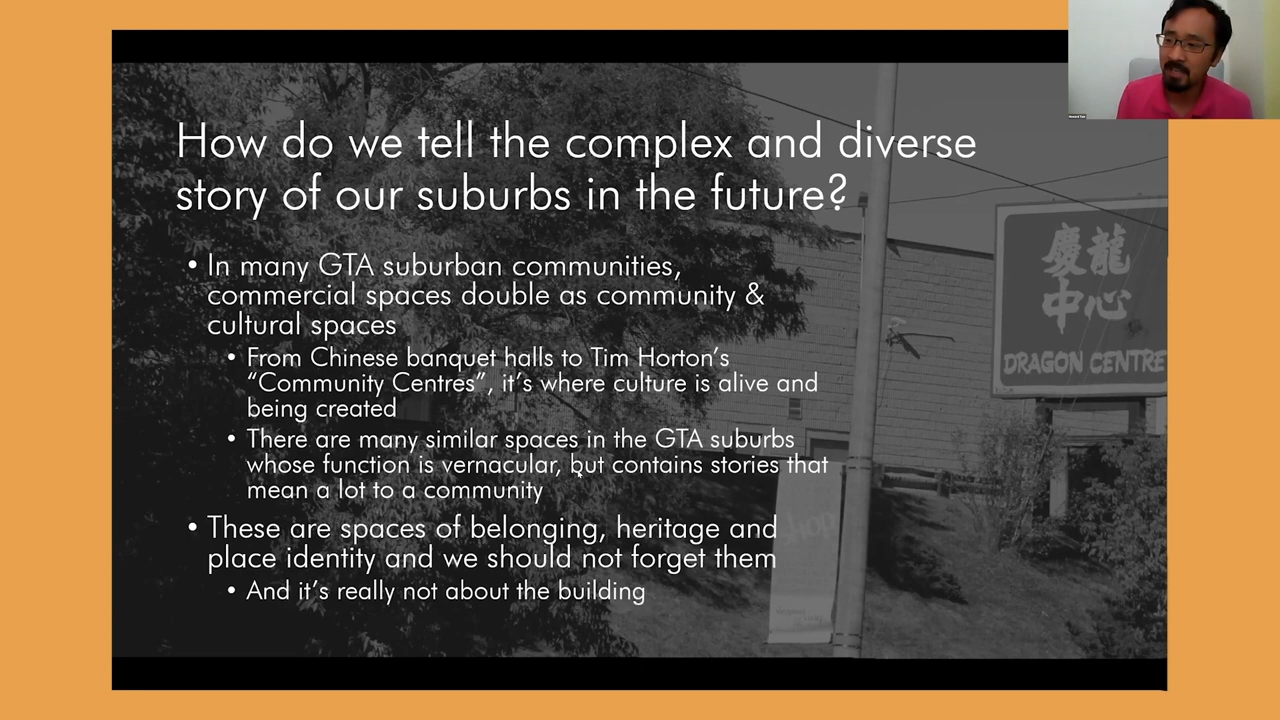 How do we tell the complex and diverse
story of our suburbs in the future?
• In many GTA suburban communities,
commercial spaces double as community &
cultural spaces
• From Chinese banquet halls to Tim Horton's
“Community Centres”, it's where culture is alive and
being created
• There are many similar spaces in the GTA suburbs
whose function is vernacular, but contains stories that
mean a lot to a community
• These are spaces of belonging, heritage and
place identity and we should not forget them
• And it's really not about the building
慶龍
中心
DRAGON CENTRE